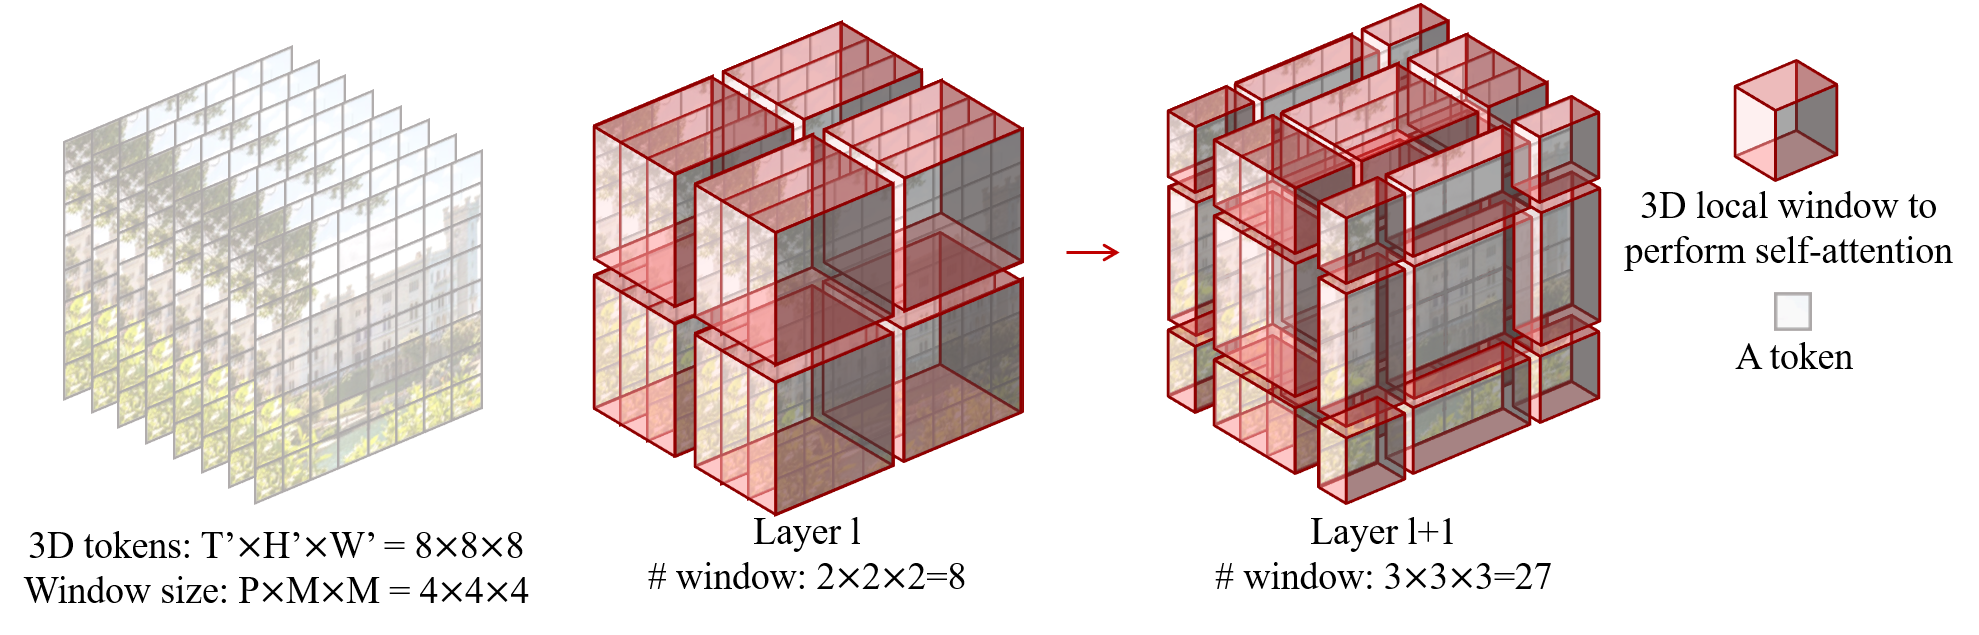 3D tokens: T’×H’×W’ = 8×8×8
Window size: P×M×M = 4×4×4
Layer l
# window: 2×2×2=8
Layer l+1
# window: 3×3×3=27
3D local window to
perform self-attention
A token